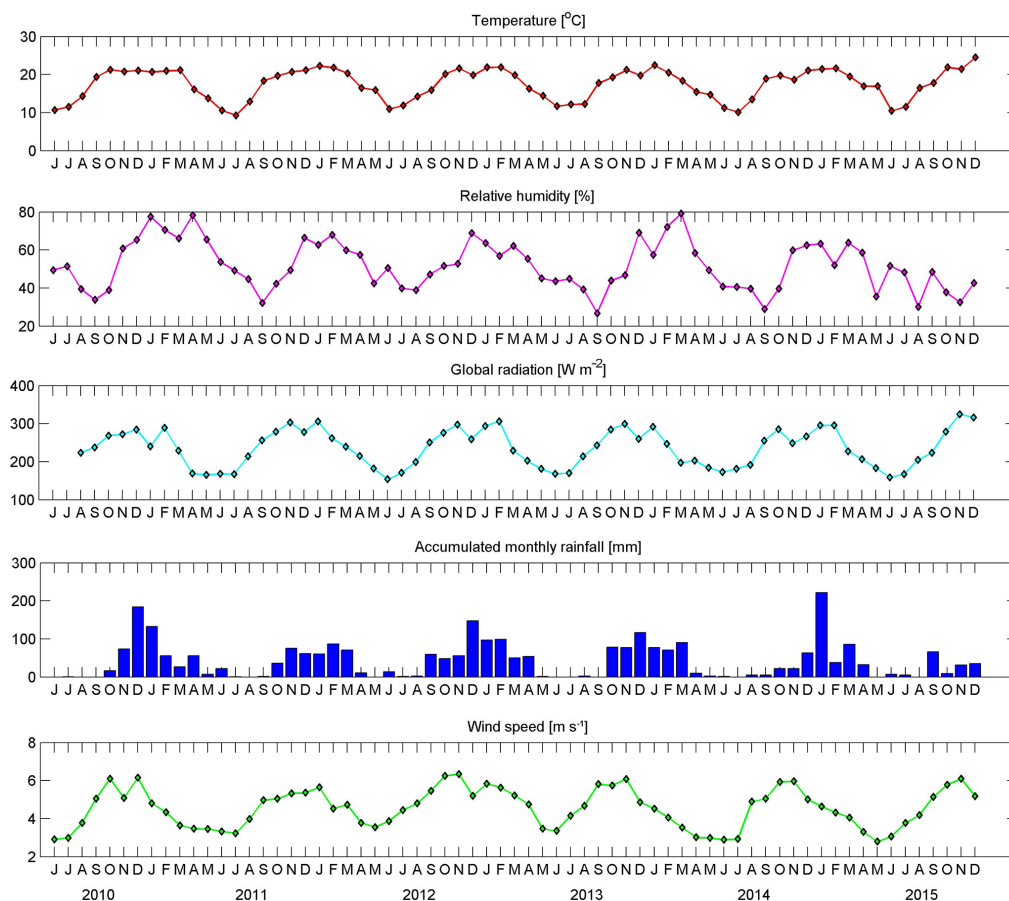 Temperature [°C]
30
20
10
0
J J A S O N D J F M A M J J A S O N D J F M A M J J A S O N D J F M A M J J A S O N D J F M A M J J A S O N D J F M A M J J A S O N D
Relative humidity [%]
80
60
40
20
J J A S O N D J F M A M J J A S O N D J F M A M J J A S O N D J F M A M J J A S O N D J F M A M J J A S O N D J F M A M J J A S O N D
Global radiation [W m⁻²]
400
300
200
100
J J A S O N D J F M A M J J A S O N D J F M A M J J A S O N D J F M A M J J A S O N D J F M A M J J A S O N D J F M A M J J A S O N D
Accumulated monthly rainfall [mm]
300
200
100
0
J J A S O N D J F M A M J J A S O N D J F M A M J J A S O N D J F M A M J J A S O N D J F M A M J J A S O N D J F M A M J J A S O N D
Wind speed [m s⁻¹]
8
6
4
2
J J A S O N D J F M A M J J A S O N D J F M A M J J A S O N D J F M A M J J A S O N D J F M A M J J A S O N D J F M A M J J A S O N D
2010 2011 2012 2013 2014 2015